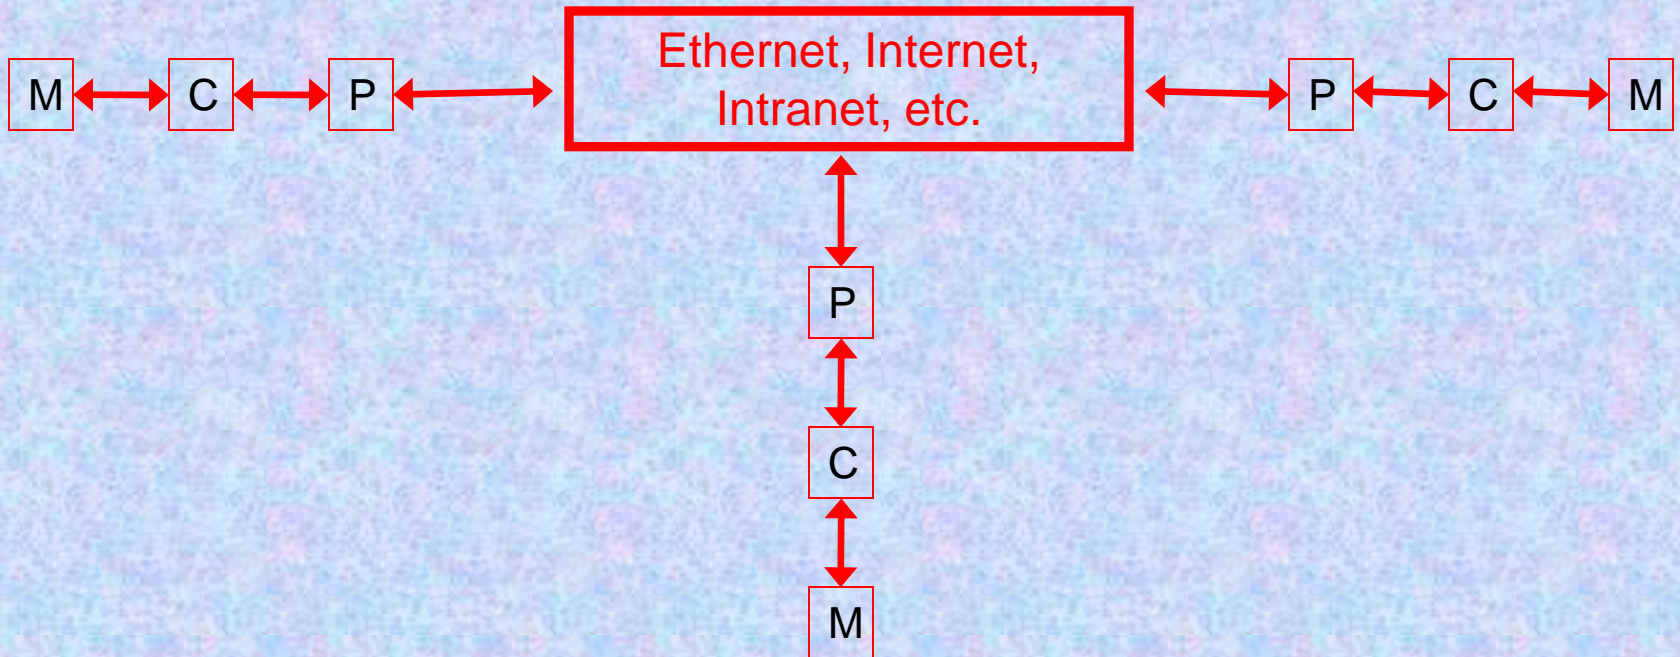 Ethernet, Internet,
Intranet, etc.
M C P P C M
P
C
M